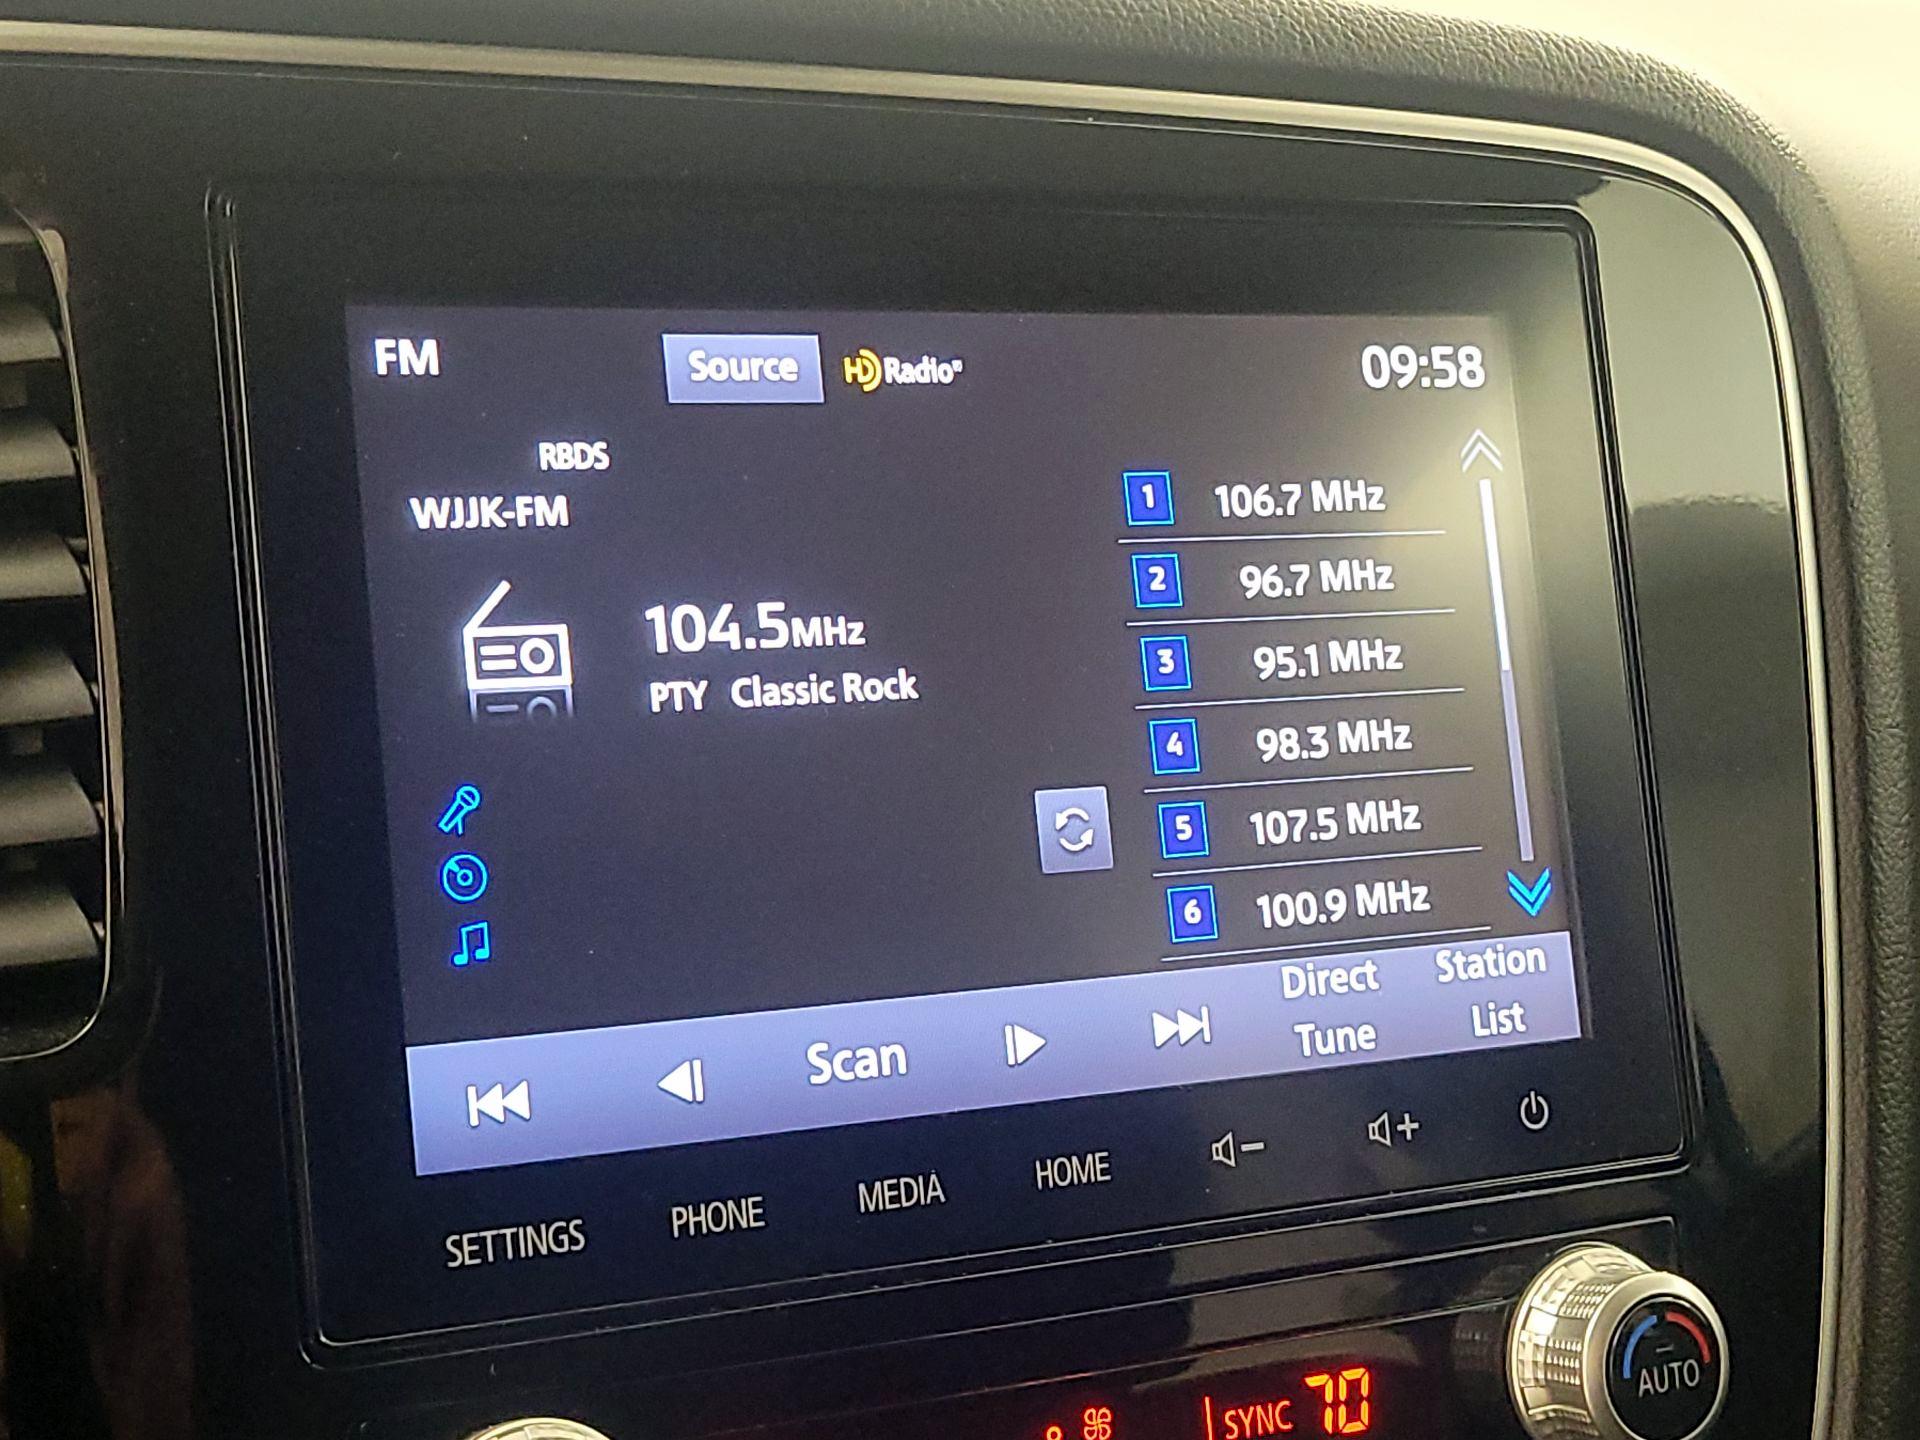 FM
Source
HD Radio
09:58
RBDS
WJJK-FM
104.5MHz
PTY Classic Rock
1 106.7 MHz
2 96.7 MHz
3 95.1 MHz
4 98.3 MHz
5 107.5 MHz
6 100.9 MHz
Scan
Direct Tune
Station List
SETTINGS
PHONE
MEDIA
HOME
AUTO
SYNC 70